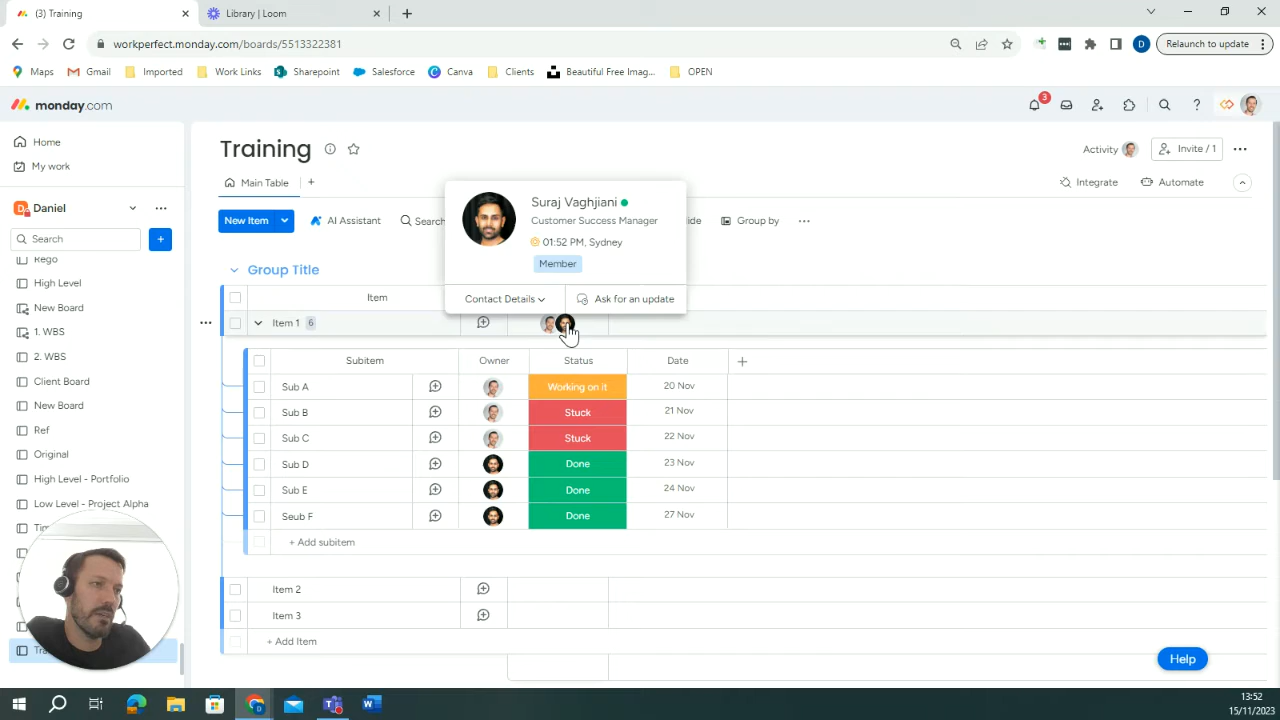 (3) Training
Library | Loom
workperfect.monday.com/boards/5513322381
Relaunch to update
Maps
Gmail
Imported
Work Links
Sharepoint
Salesforce
Canva
Clients
Beautiful Free Imag...
OPEN
monday.com
3
Home
My work
Daniel
Search
Rego
High Level
New Board
1. WBS
2. WBS
Client Board
New Board
Ref
Original
High Level - Portfolio
Low Level - Project Alpha
Training
Activity
Invite / 1
Main Table
Integrate
Automate
New Item
AI Assistant
Search
Group by
Suraj Vaghjiani
Customer Success Manager
01:52 PM, Sydney
Member
Contact Details
Ask for an update
Group Title
Item
Item 1 6
Subitem Owner Status Date
Sub A Working on it 20 Nov
Sub B Stuck 21 Nov
Sub C Stuck 22 Nov
Sub D Done 23 Nov
Sub E Done 24 Nov
Seub F Done 27 Nov
+ Add subitem
Item 2
Item 3
+ Add Item
Help
13:52
15/11/2023